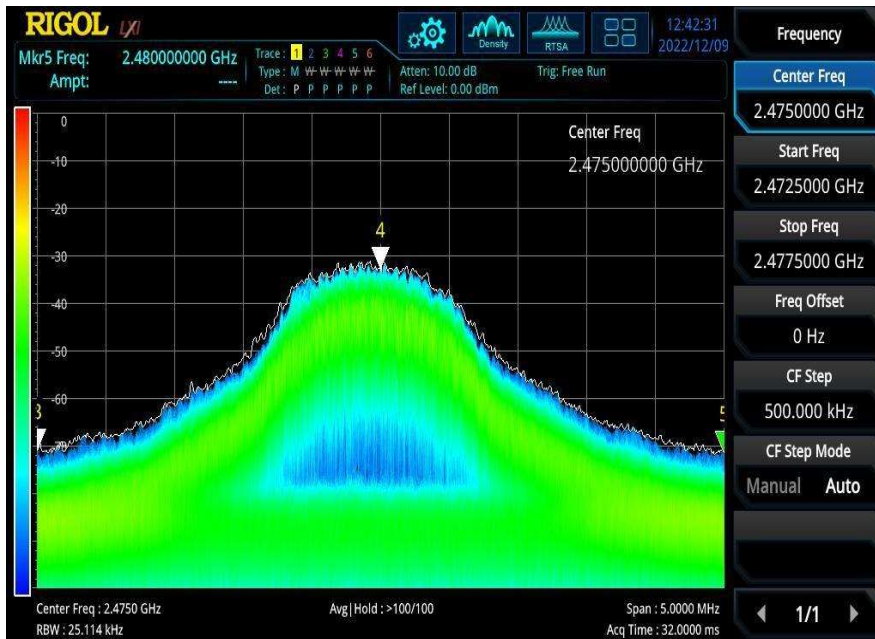 RIGOL LXI
Mkr5 Freq: 2.480000000 GHz
Ampt: ----
Trace: 1 2 3 4 5 6
Type: M W W W W W
Det: P P P P P P
Density
RTSA
12:42:31
2022/12/09
Atten: 10.00 dB
Trig: Free Run
Ref Level: 0.00 dBm
Center Freq
2.475000000 GHz
0
-10
-20
-30
-40
-50
-60
-70
3
4
5
Center Freq : 2.4750 GHz
Avg|Hold : >100/100
Span : 5.0000 MHz
RBW : 25.114 kHz
Acq Time : 32.0000 ms
Frequency
Center Freq
2.4750000 GHz
Start Freq
2.4725000 GHz
Stop Freq
2.4775000 GHz
Freq Offset
0 Hz
CF Step
500.000 kHz
CF Step Mode
Manual Auto
1/1